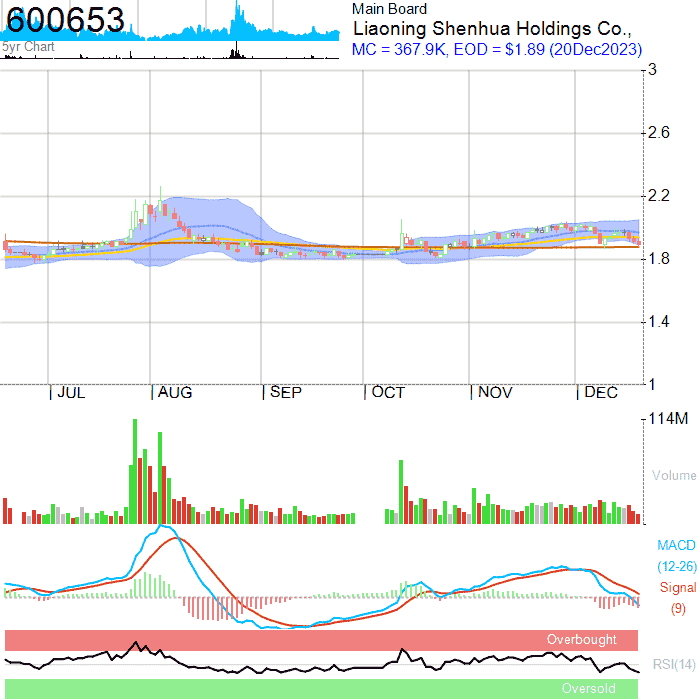 600653
5yr Chart
Main Board
Liaoning Shenhua Holdings Co.,
MC = 367.9K, EOD = $1.89 (20Dec2023)
3
2.6
2.2
1.8
1.4
1
JUL AUG SEP OCT NOV DEC
114M
Volume
MACD
(12-26)
Signal
(9)
Overbought
RSI(14)
Oversold